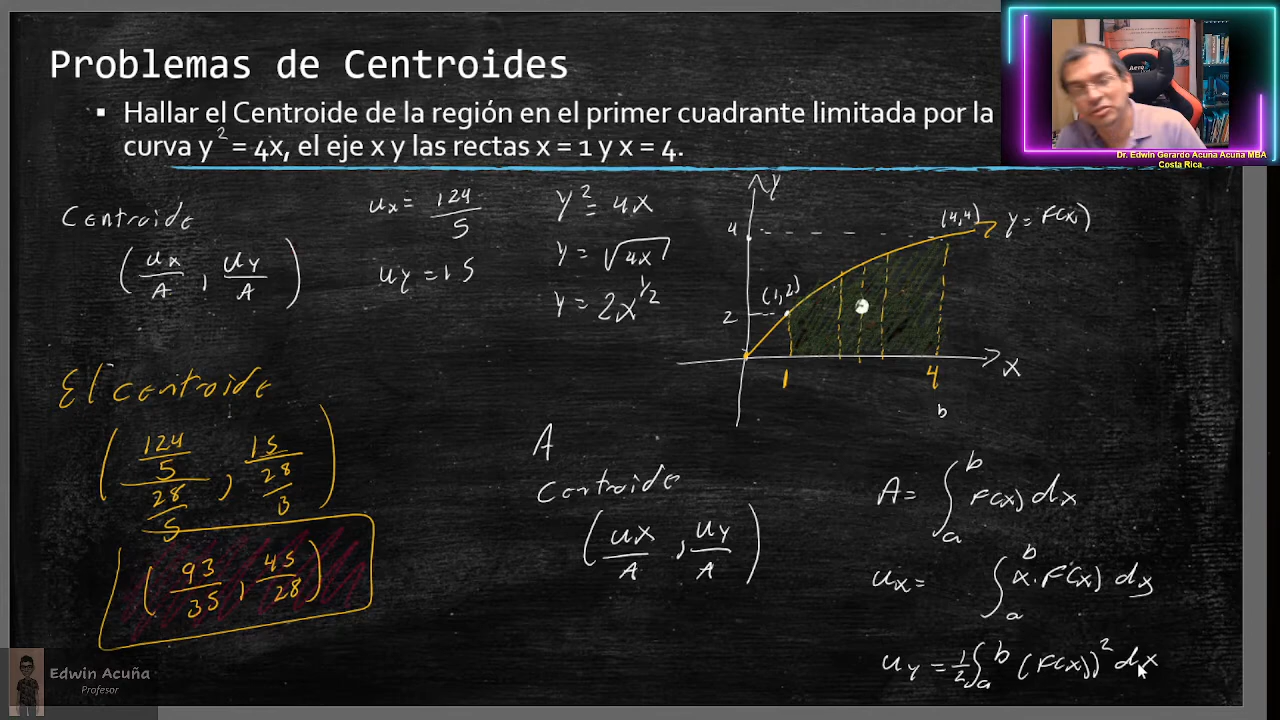 Problemas de Centroides
▪ Hallar el Centroide de la región en el primer cuadrante limitada por la
curva y² = 4x, el eje x y las rectas x = 1 y x = 4.
Dr. Edwin Gerardo Acuña Acuña MBA
Costa Rica
Centroide
(ux/A , uy/A)
ux = 124/5
uy = 15
y² = 4x
y = √4x
y = 2x^1/2
y
4
(4,4)
y = F(x)
(1,2)
2
1
4
x
b
El centroide
((124/5)/(28/5) , 15/(28/3))
(93/35 , 45/28)
A
Centroide
(ux/A , uy/A)
A = ∫_a^b F(x) dx
ux = ∫_a^b x · F(x) dx
uy = 1/2 ∫_a^b (F(x))² dx
Edwin Acuña
Profesor